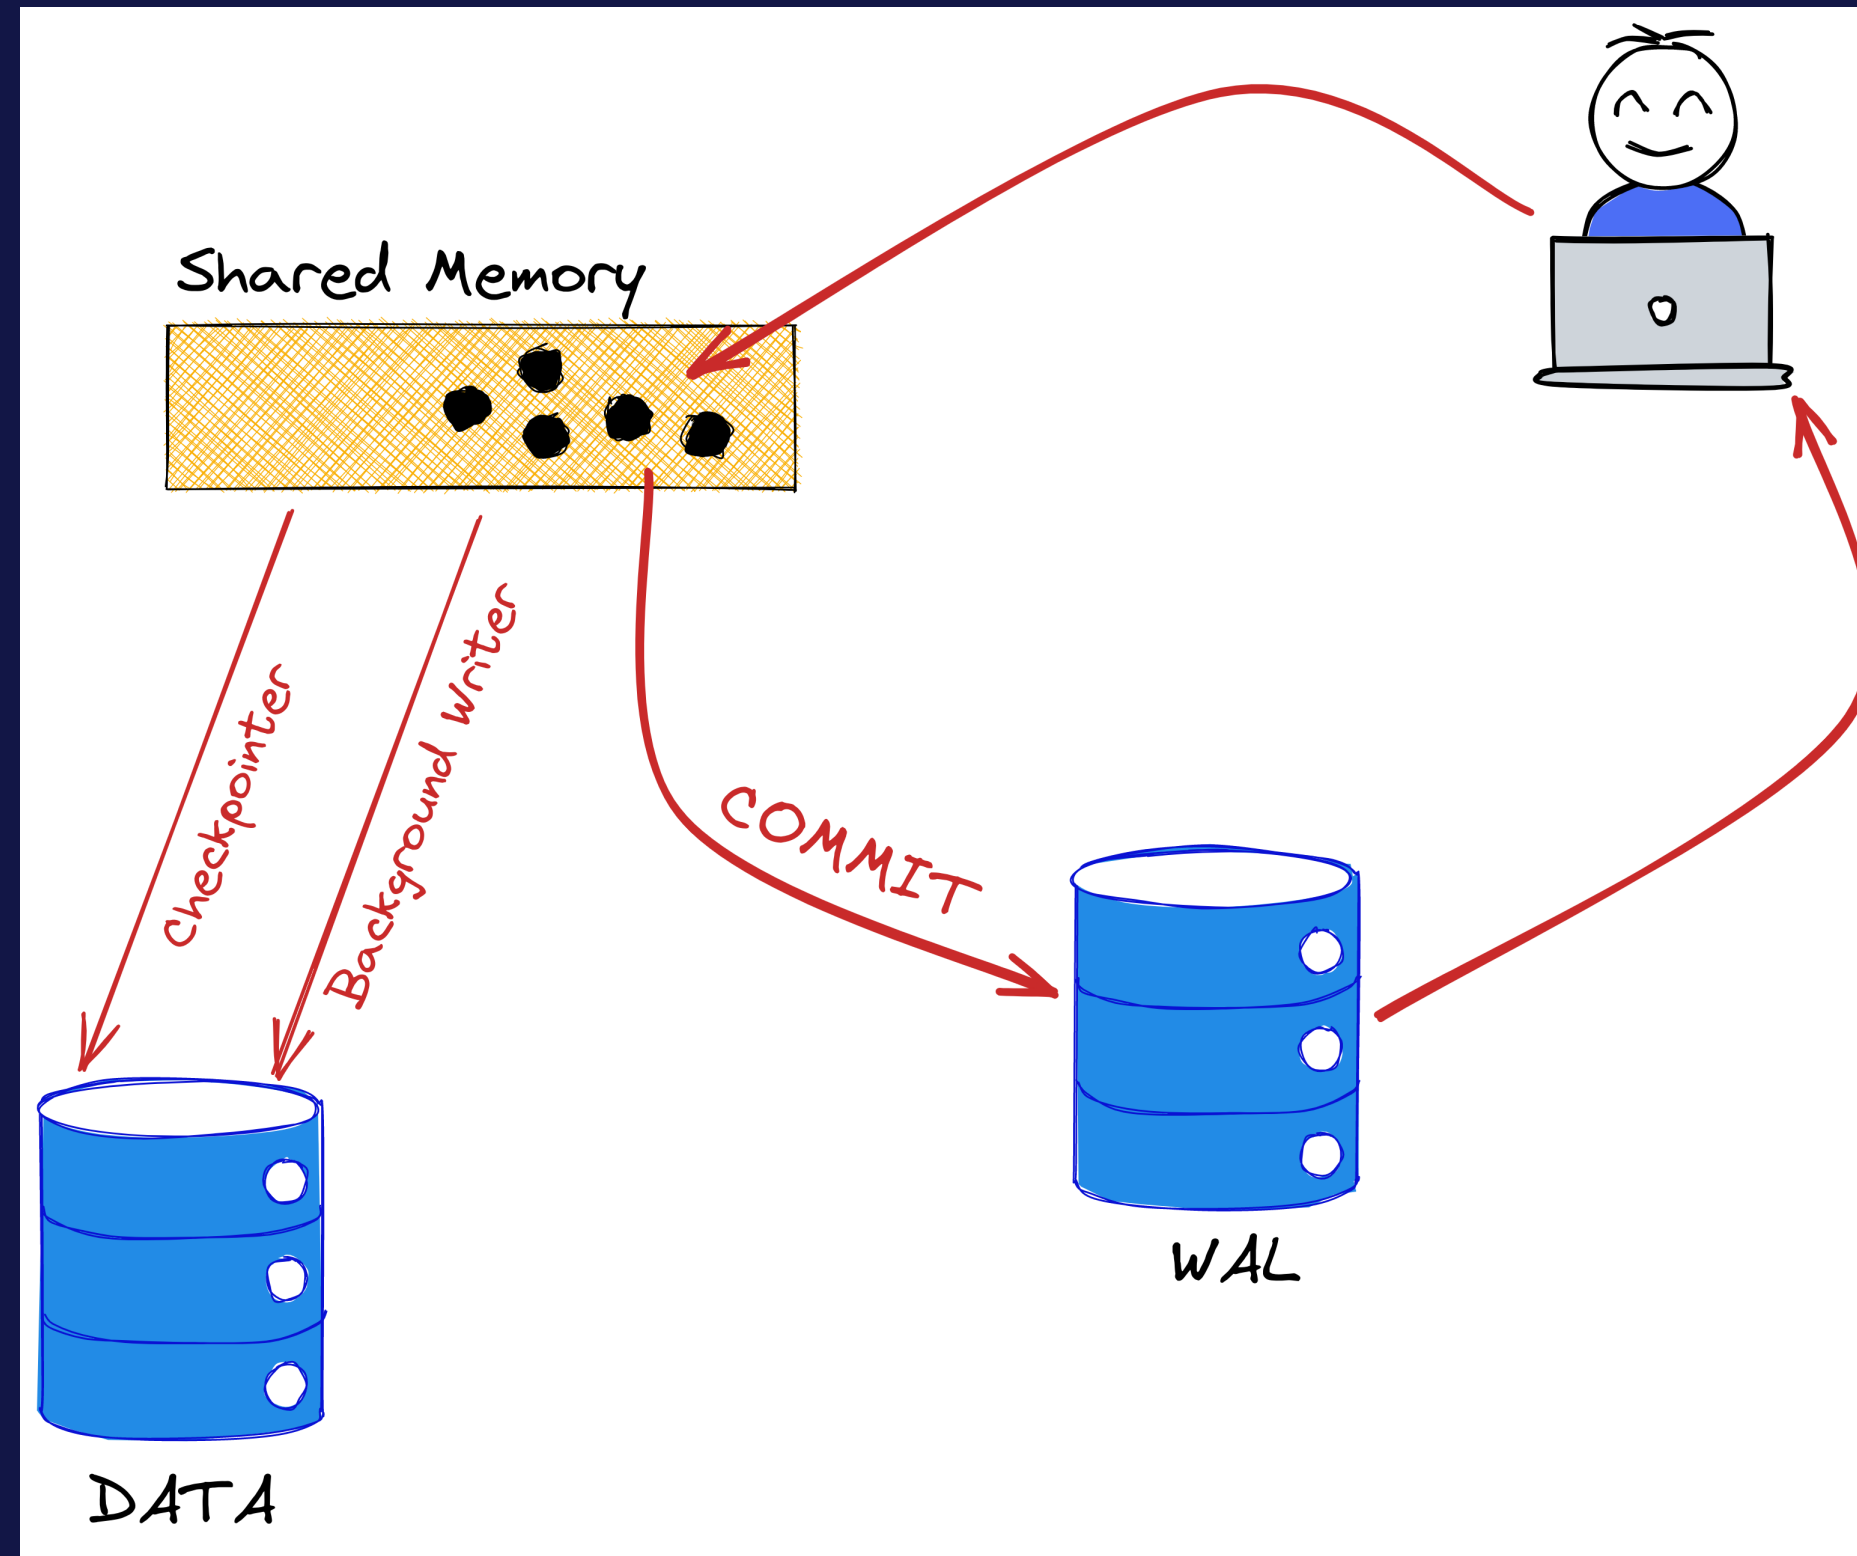 Shared Memory
Checkpointer
Background Writer
COMMIT
WAL
DATA